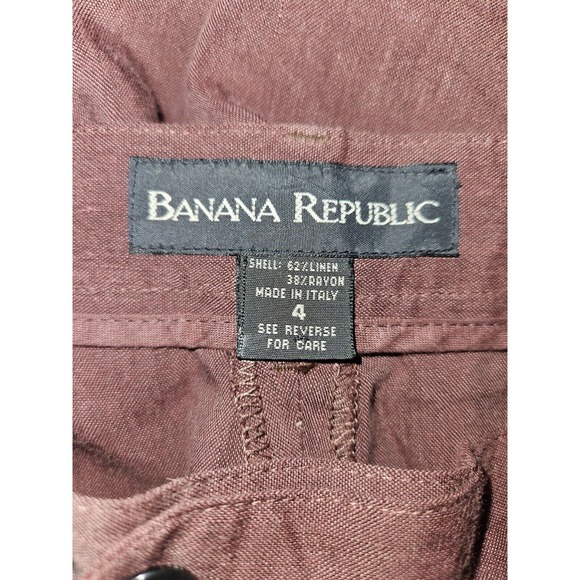 BANANA REPUBLIC
SHELL: 62% LINEN
38% RAYON
MADE IN ITALY
4
SEE REVERSE
FOR CARE